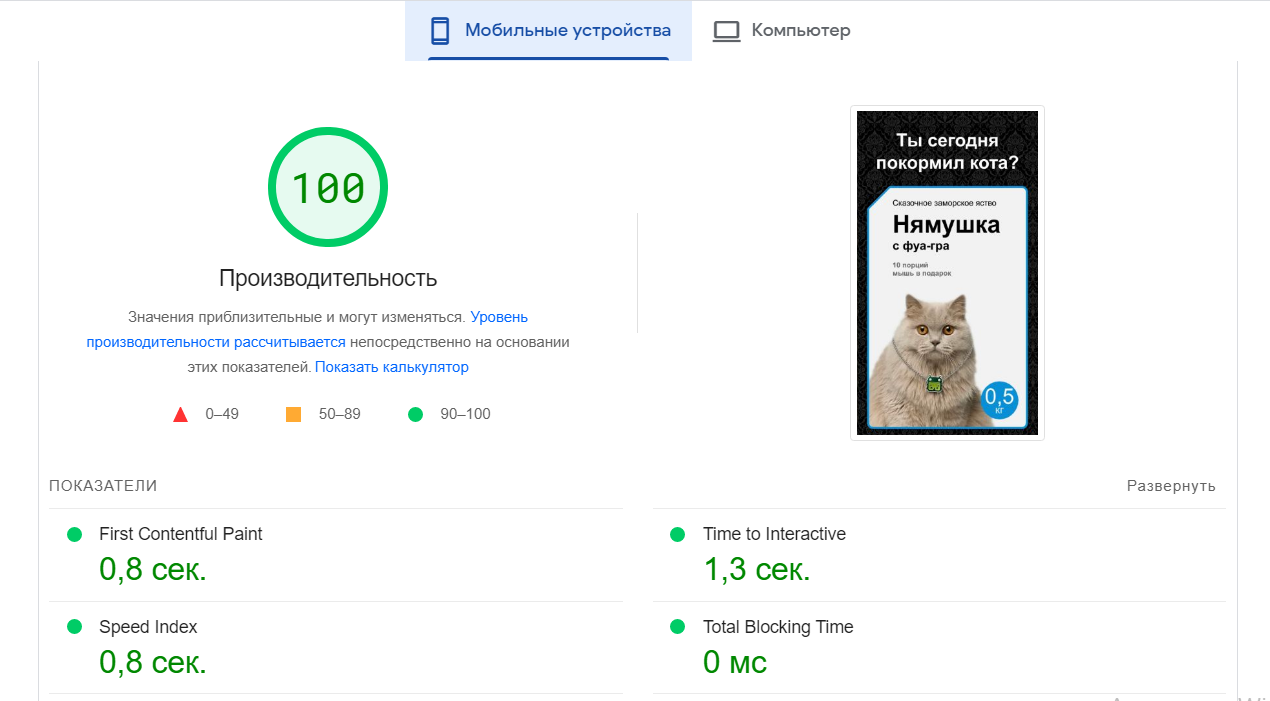 Мобильные устройства
Компьютер
100
Производительность
Значения приблизительные и могут изменяться. Уровень
производительности рассчитывается непосредственно на основании
этих показателей. Показать калькулятор
0–49
50–89
90–100
Ты сегодня
покормил кота?
Сказочное заморское яство
Нямушка
с фуа-гра
10 порций
мышь в подарок
0,5
кг
ПОКАЗАТЕЛИ
Развернуть
First Contentful Paint
0,8 сек.
Time to Interactive
1,3 сек.
Speed Index
0,8 сек.
Total Blocking Time
0 мс